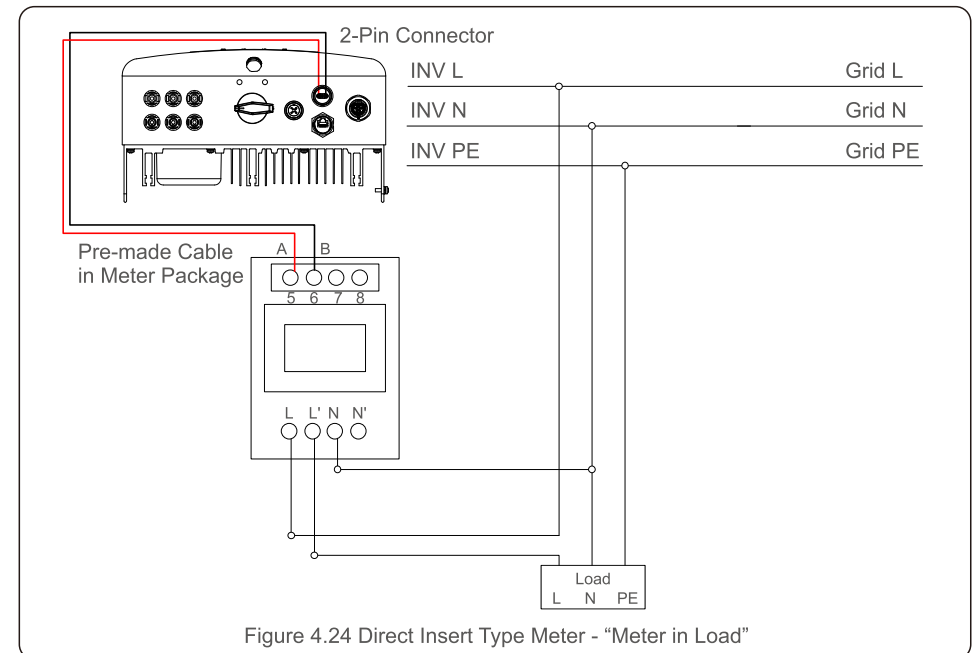 2-Pin Connector
INV L Grid L
INV N Grid N
INV PE Grid PE
Pre-made Cable
in Meter Package
A B
5 6 7 8
L L' N N'
Load
L N PE
Figure 4.24 Direct Insert Type Meter - “Meter in Load”